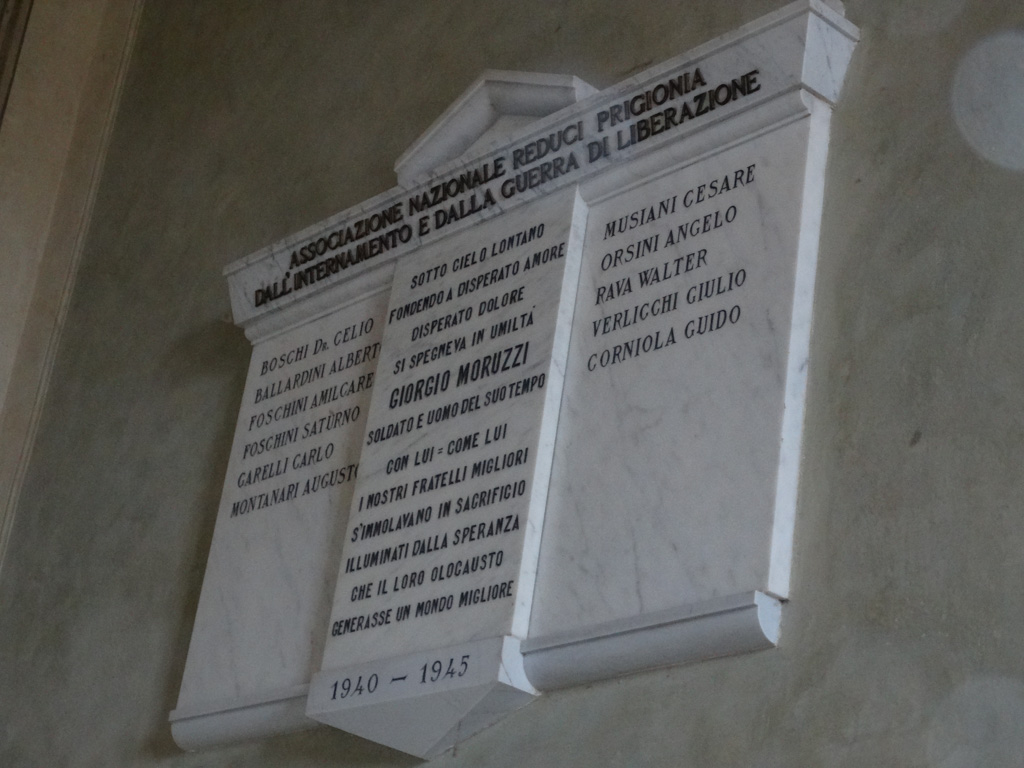 ASSOCIAZIONE NAZIONALE REDUCI PRIGIONIA
DALL'INTERNAMENTO E DALLA GUERRA DI LIBERAZIONE
BOSCHI DR. CELIO
BALLARDINI ALBERT
FOSCHINI AMILCARE
FOSCHINI SATURNO
GARELLI CARLO
MONTANARI AUGUSTO
SOTTO CIELO LONTANO
FONDENDO A DISPERATO AMORE
DISPERATO DOLORE
SI SPEGNEVA IN UMILTÀ
GIORGIO MORUZZI
SOLDATO E UOMO DEL SUO TEMPO
CON LUI = COME LUI
I NOSTRI FRATELLI MIGLIORI
S'IMMOLAVANO IN SACRIFICIO
ILLUMINATI DALLA SPERANZA
CHE IL LORO OLOCAUSTO
GENERASSE UN MONDO MIGLIORE
1940 - 1945
MUSIANI CESARE
ORSINI ANGELO
RAVA WALTER
VERLICCHI GIULIO
CORNIOLA GUIDO